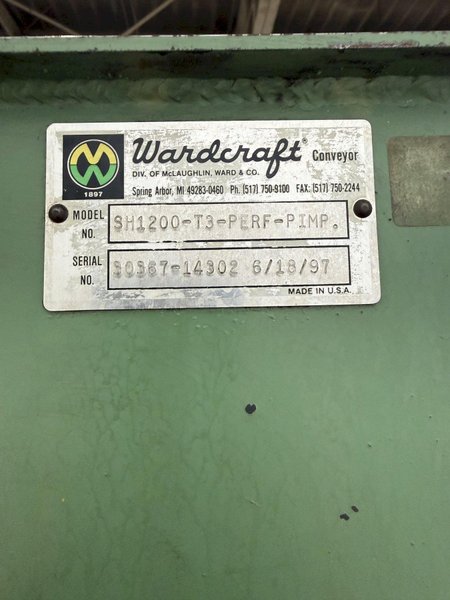 Wardcraft® Conveyor
DIV. OF McLAUGHLIN, WARD & CO.
1897
Spring Arbor, MI 49283-0460 Ph. (517) 750-9100 FAX: (517) 750-2244
MODEL NO. SH1200-T3-PERF-PIMP.
SERIAL NO. 30367-14302 6/18/97
MADE IN U.S.A.